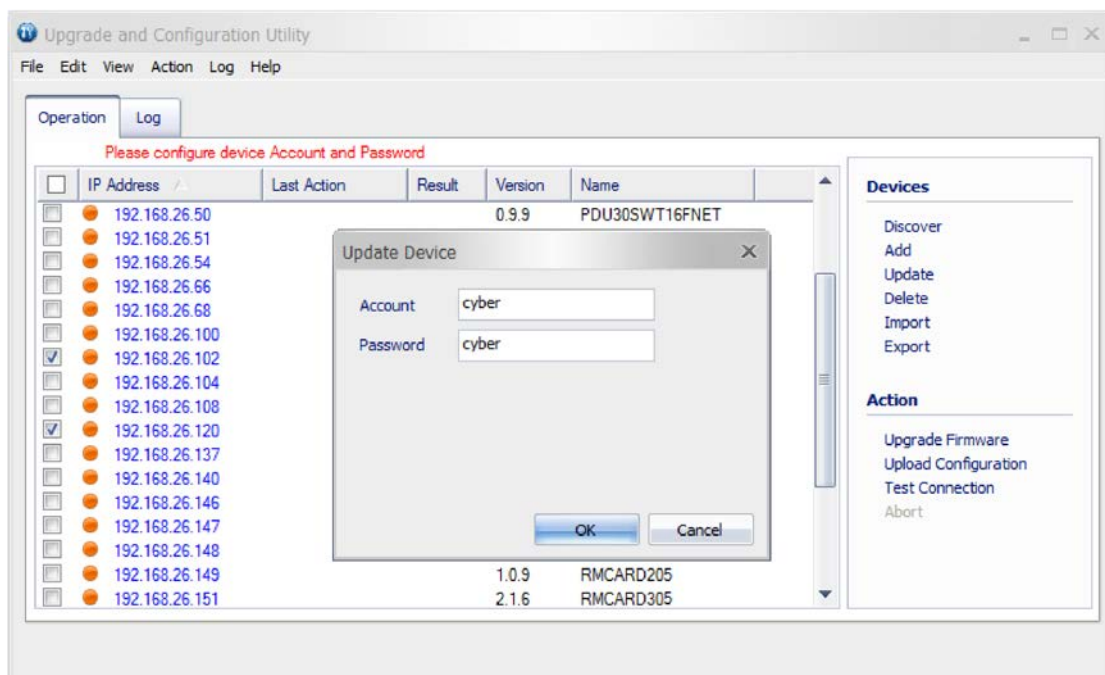 Upgrade and Configuration Utility
File Edit View Action Log Help
Operation Log
Please configure device Account and Password
IP Address Last Action Result Version Name
192.168.26.50 0.9.9 PDU30SWT16FNET
192.168.26.51
192.168.26.54
192.168.26.66
192.168.26.68
192.168.26.100
192.168.26.102
192.168.26.104
192.168.26.108
192.168.26.120
192.168.26.137
192.168.26.140
192.168.26.146
192.168.26.147
192.168.26.148
192.168.26.149 1.0.9 RMCARD205
192.168.26.151 2.1.6 RMCARD305
Update Device
Account cyber
Password cyber
OK Cancel
Devices
Discover
Add
Update
Delete
Import
Export
Action
Upgrade Firmware
Upload Configuration
Test Connection
Abort